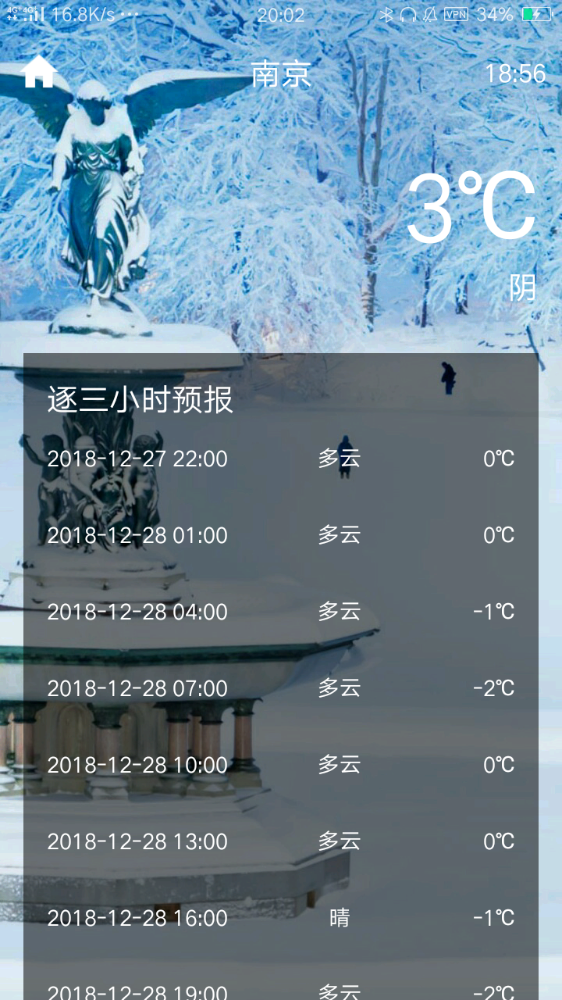 4G+4G+ 16.8K/s ··· 20:02 VPN 34%
南京 18:56
3℃
阴
逐三小时预报
2018-12-27 22:00 多云 0℃
2018-12-28 01:00 多云 0℃
2018-12-28 04:00 多云 -1℃
2018-12-28 07:00 多云 -2℃
2018-12-28 10:00 多云 0℃
2018-12-28 13:00 多云 0℃
2018-12-28 16:00 晴 -1℃
2018-12-28 19:00 多云 -2℃